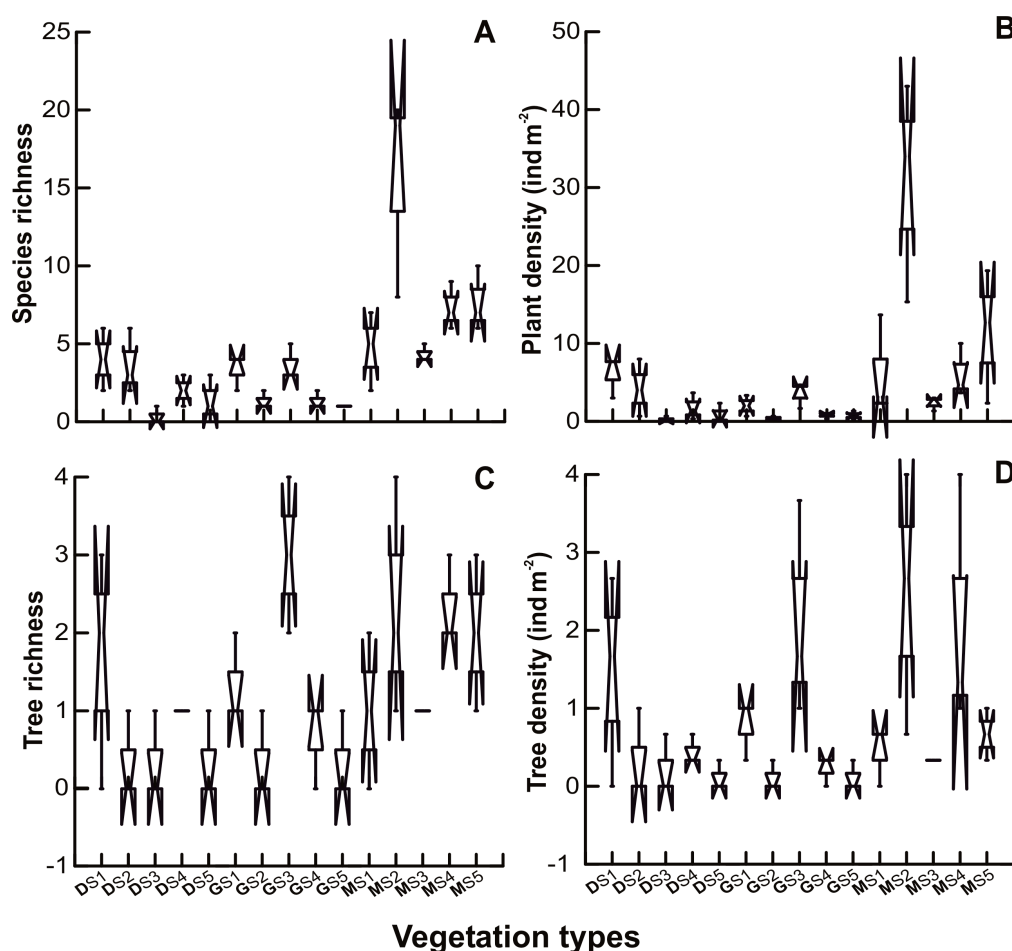 A
Species richness
25
20
15
10
5
0
B
Plant density (ind m-2)
50
40
30
20
10
0
C
Tree richness
4
3
2
1
0
-1
DS1 DS2 DS3 DS4 DS5 GS1 GS2 GS3 GS4 GS5 MS1 MS2 MS3 MS4 MS5
D
Tree density (ind m-2)
4
3
2
1
0
-1
DS1 DS2 DS3 DS4 DS5 GS1 GS2 GS3 GS4 GS5 MS1 MS2 MS3 MS4 MS5
Vegetation types